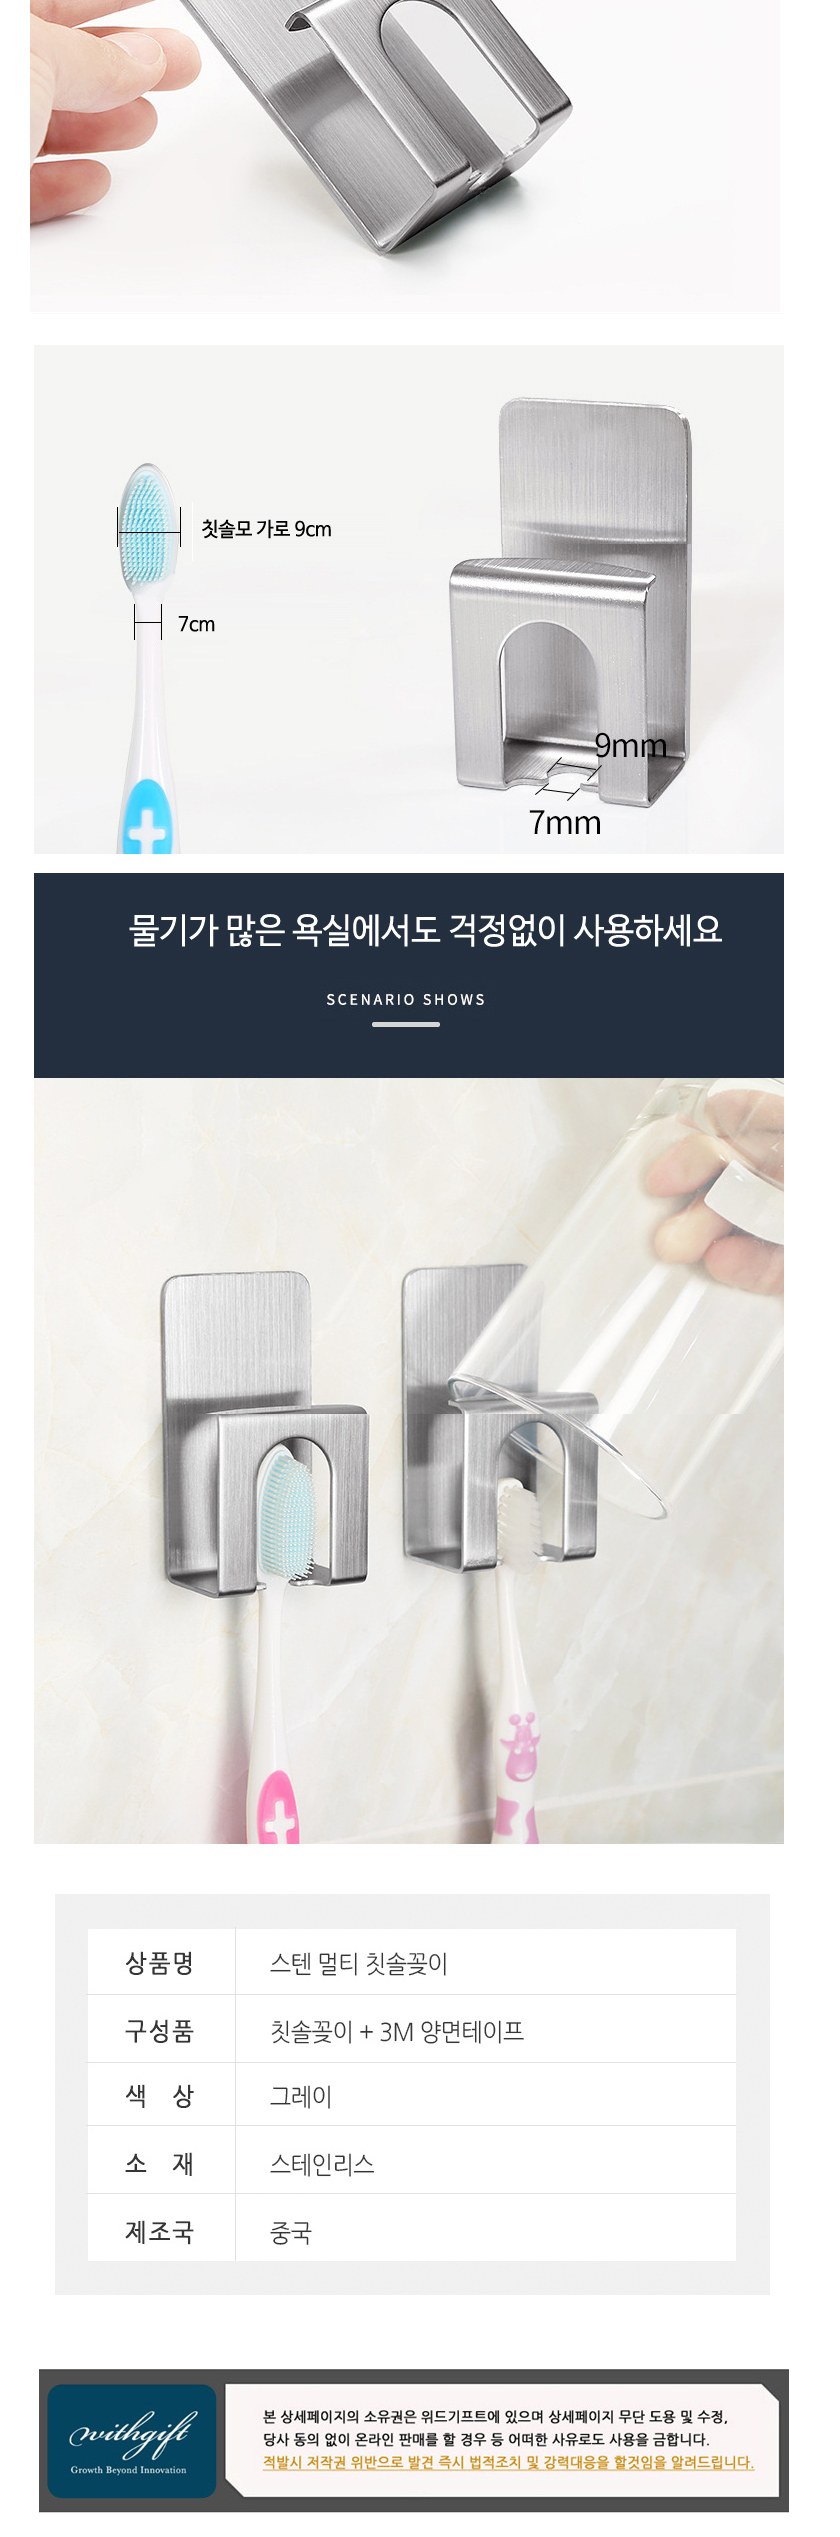 칫솔모 가로 9cm
7cm
9mm
7mm
물기가 많은 욕실에서도 걱정없이 사용하세요
SCENARIO SHOWS
상품명 스텐 멀티 칫솔꽂이
구성품 칫솔꽂이 + 3M 양면테이프
색 상 그레이
소 재 스테인리스
제조국 중국
withgift
Growth Beyond Innovation
본 상세페이지의 소유권은 위드기프트에 있으며 상세페이지 무단 도용 및 수정,
당사 동의 없이 온라인 판매를 할 경우 등 어떠한 사유로도 사용을 금합니다.
적발시 저작권 위반으로 발견 즉시 법적조치 및 강력대응을 할것임을 알려드립니다.